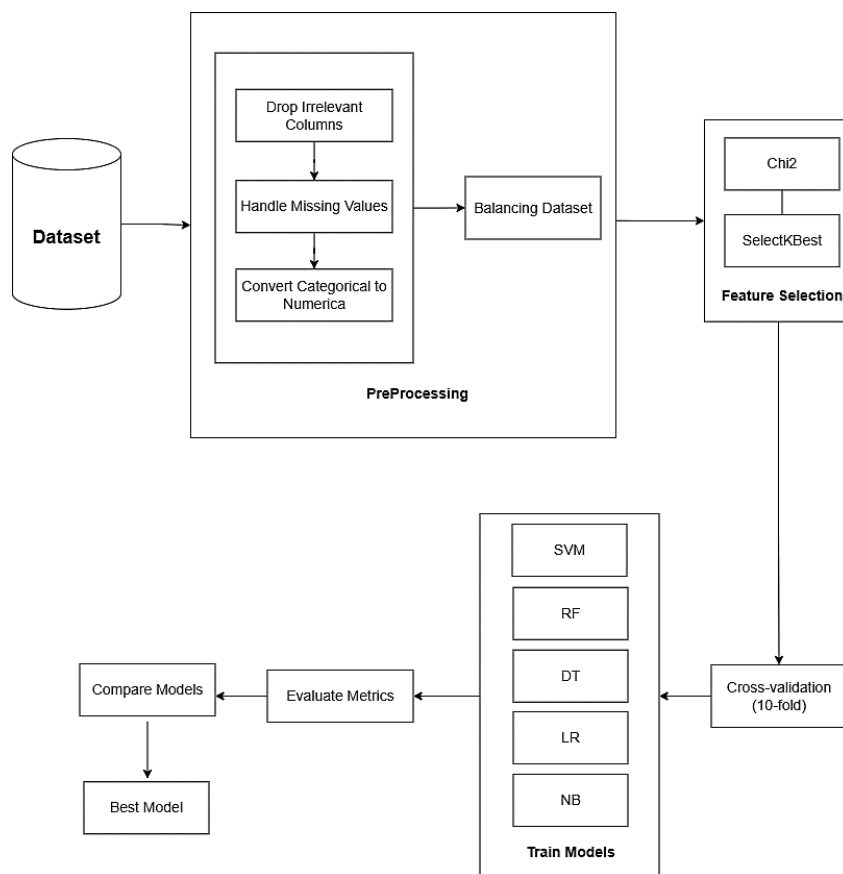 Dataset
Drop Irrelevant
Columns
Handle Missing Values
Convert Categorical to
Numerica
Balancing Dataset
PreProcessing
Chi2
SelectKBest
Feature Selection
Cross-validation
(10-fold)
SVM
RF
DT
LR
NB
Train Models
Evaluate Metrics
Compare Models
Best Model